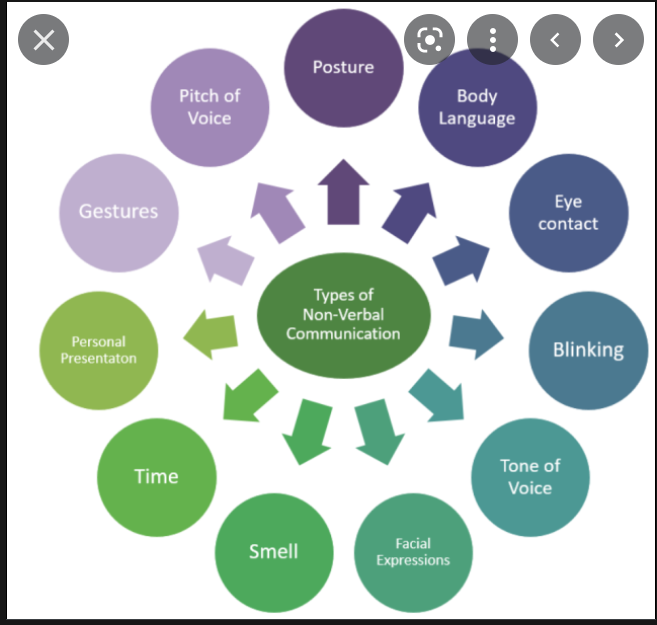 Posture
Body
Language
Eye
contact
Blinking
Tone of
Voice
Facial
Expressions
Smell
Time
Personal
Presentaton
Gestures
Pitch of
Voice
Types of
Non-Verbal
Communication